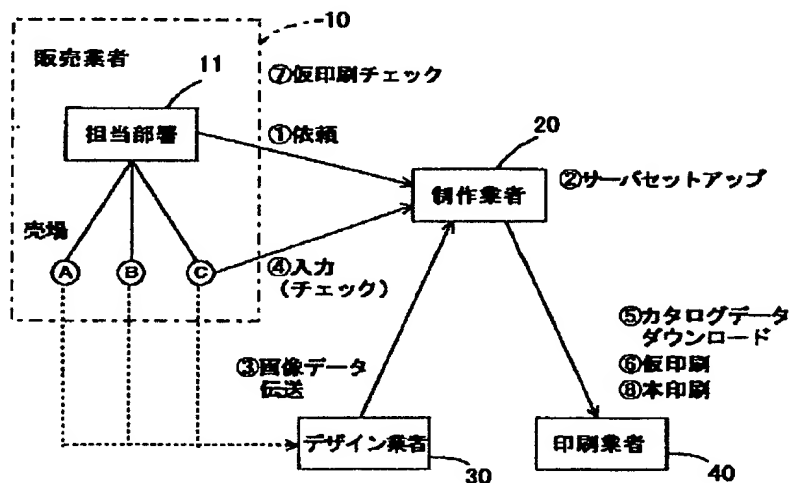 10
販売業者
11
⑦仮印刷チェック
担当部署
①依頼
20
制作業者
②サーバセットアップ
売場
A B C
④入力
(チェック)
⑤カタログデータ
ダウンロード
③画像データ
伝送
⑥仮印刷
⑧本印刷
デザイン業者
印刷業者
30
40